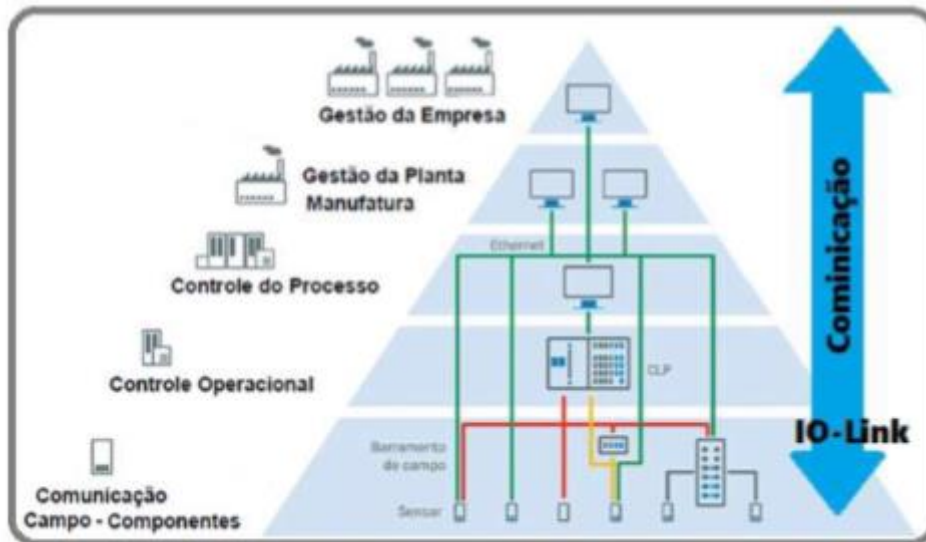 Gestão da Empresa
Gestão da Planta
Manufatura
Ethernet
Controle do Processo
Controle Operacional
CLP
Barramento
de campo
Sensar
Comunicação
Campo - Componentes
Cominicação
IO-Link